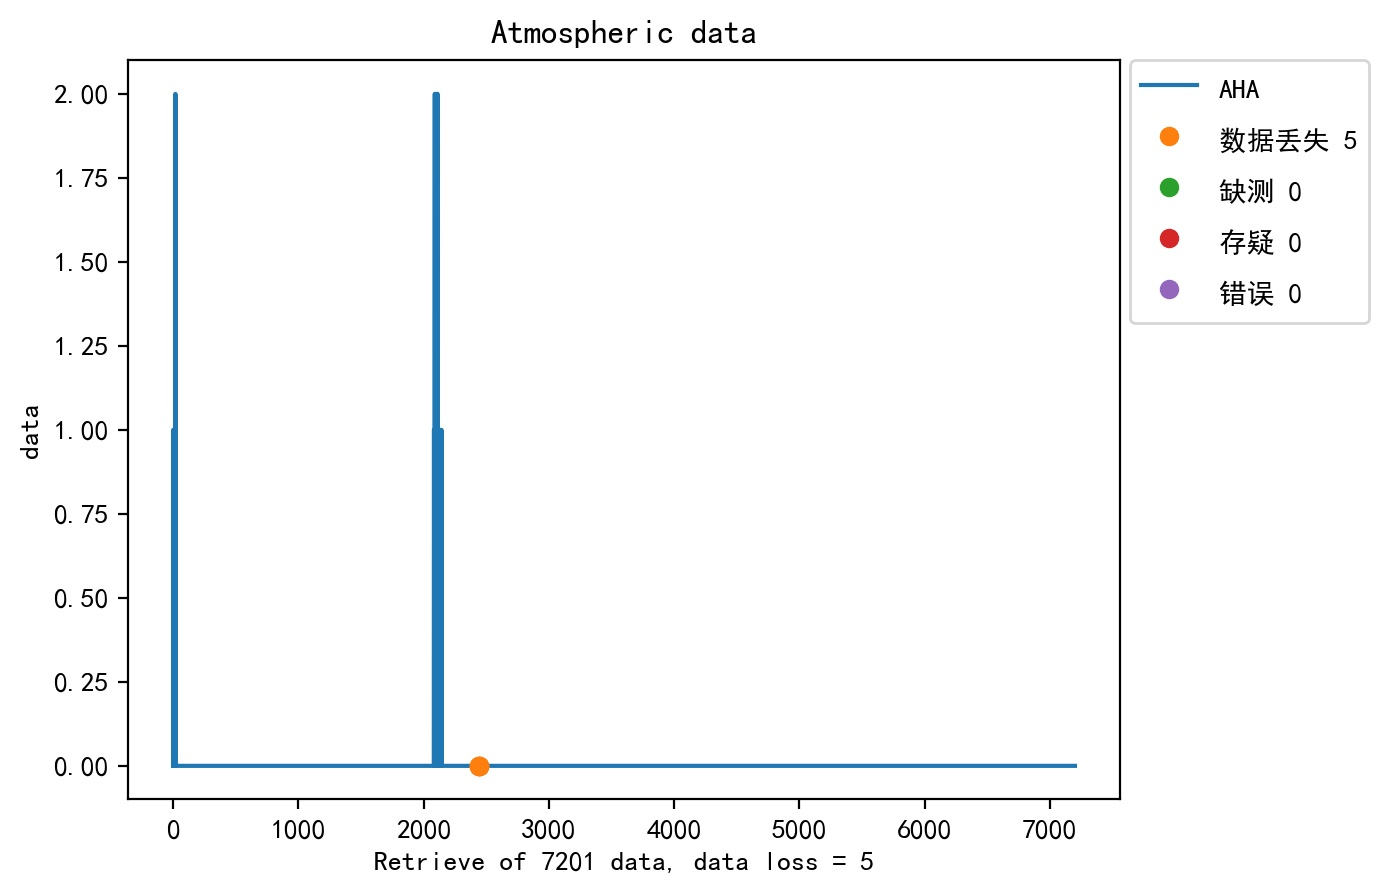 Atmospheric data
2.00
1.75
1.50
1.25
1.00
0.75
0.50
0.25
0.00
data
0 1000 2000 3000 4000 5000 6000 7000
Retrieve of 7201 data, data loss = 5
AHA
数据丢失 5
缺测 0
存疑 0
错误 0